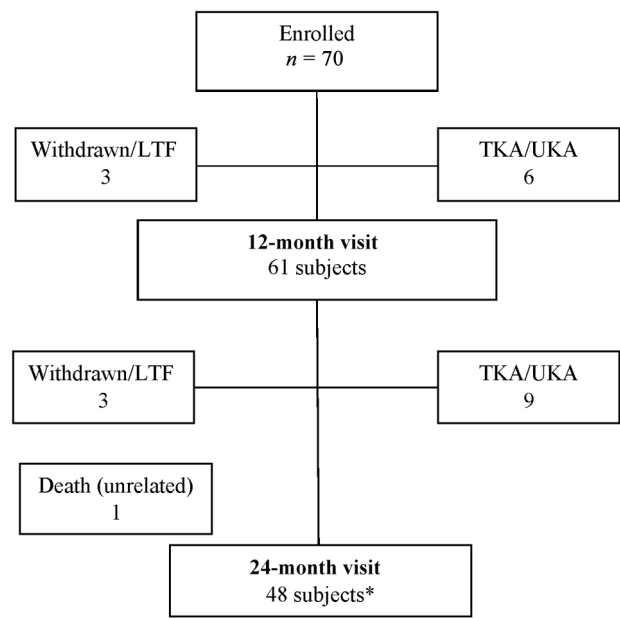 Enrolled
n = 70
Withdrawn/LTF
3
TKA/UKA
6
12-month visit
61 subjects
Withdrawn/LTF
3
TKA/UKA
9
Death (unrelated)
1
24-month visit
48 subjects*